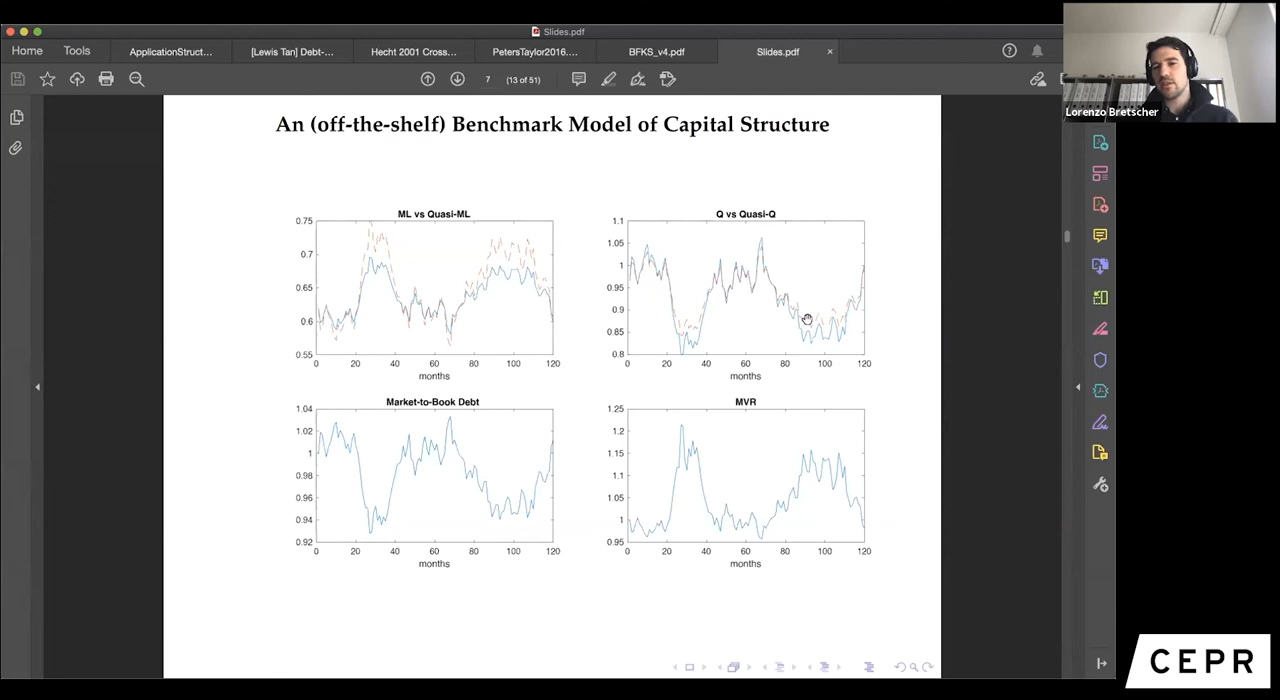 Slides.pdf
Home
Tools
ApplicationStruct...
[Lewis Tan] Debt-...
Hecht 2001 Cross...
PetersTaylor2016....
BFKS_v4.pdf
Slides.pdf
×
7
(13 of 51)
Lorenzo Bretscher
An (off-the-shelf) Benchmark Model of Capital Structure
ML vs Quasi-ML
0.75
0.7
0.65
0.6
0.55
0 20 40 60 80 100 120
months
Q vs Quasi-Q
1.1
1.05
1
0.95
0.9
0.85
0.8
0 20 40 60 80 100 120
months
Market-to-Book Debt
1.04
1.02
1
0.98
0.96
0.94
0.92
0 20 40 60 80 100 120
months
MVR
1.25
1.2
1.15
1.1
1.05
1
0.95
0 20 40 60 80 100 120
months
CEPR